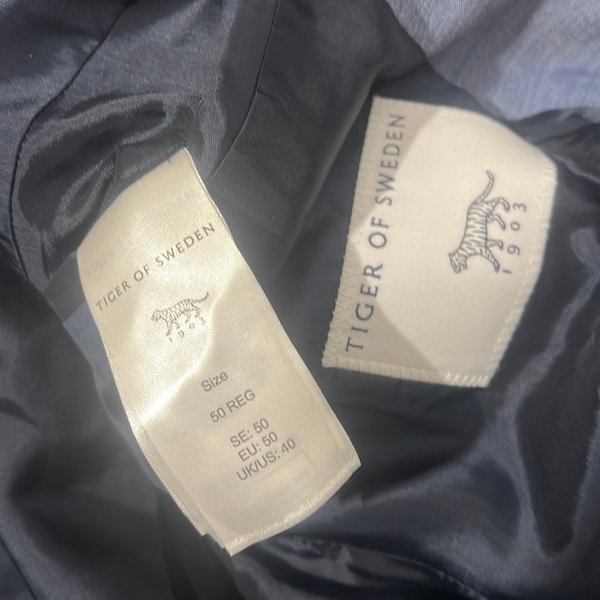 TIGER OF SWEDEN
1903
Size
50 REG
SE: 50
EU: 50
UK/US: 40
TIGER OF SWEDEN
1903